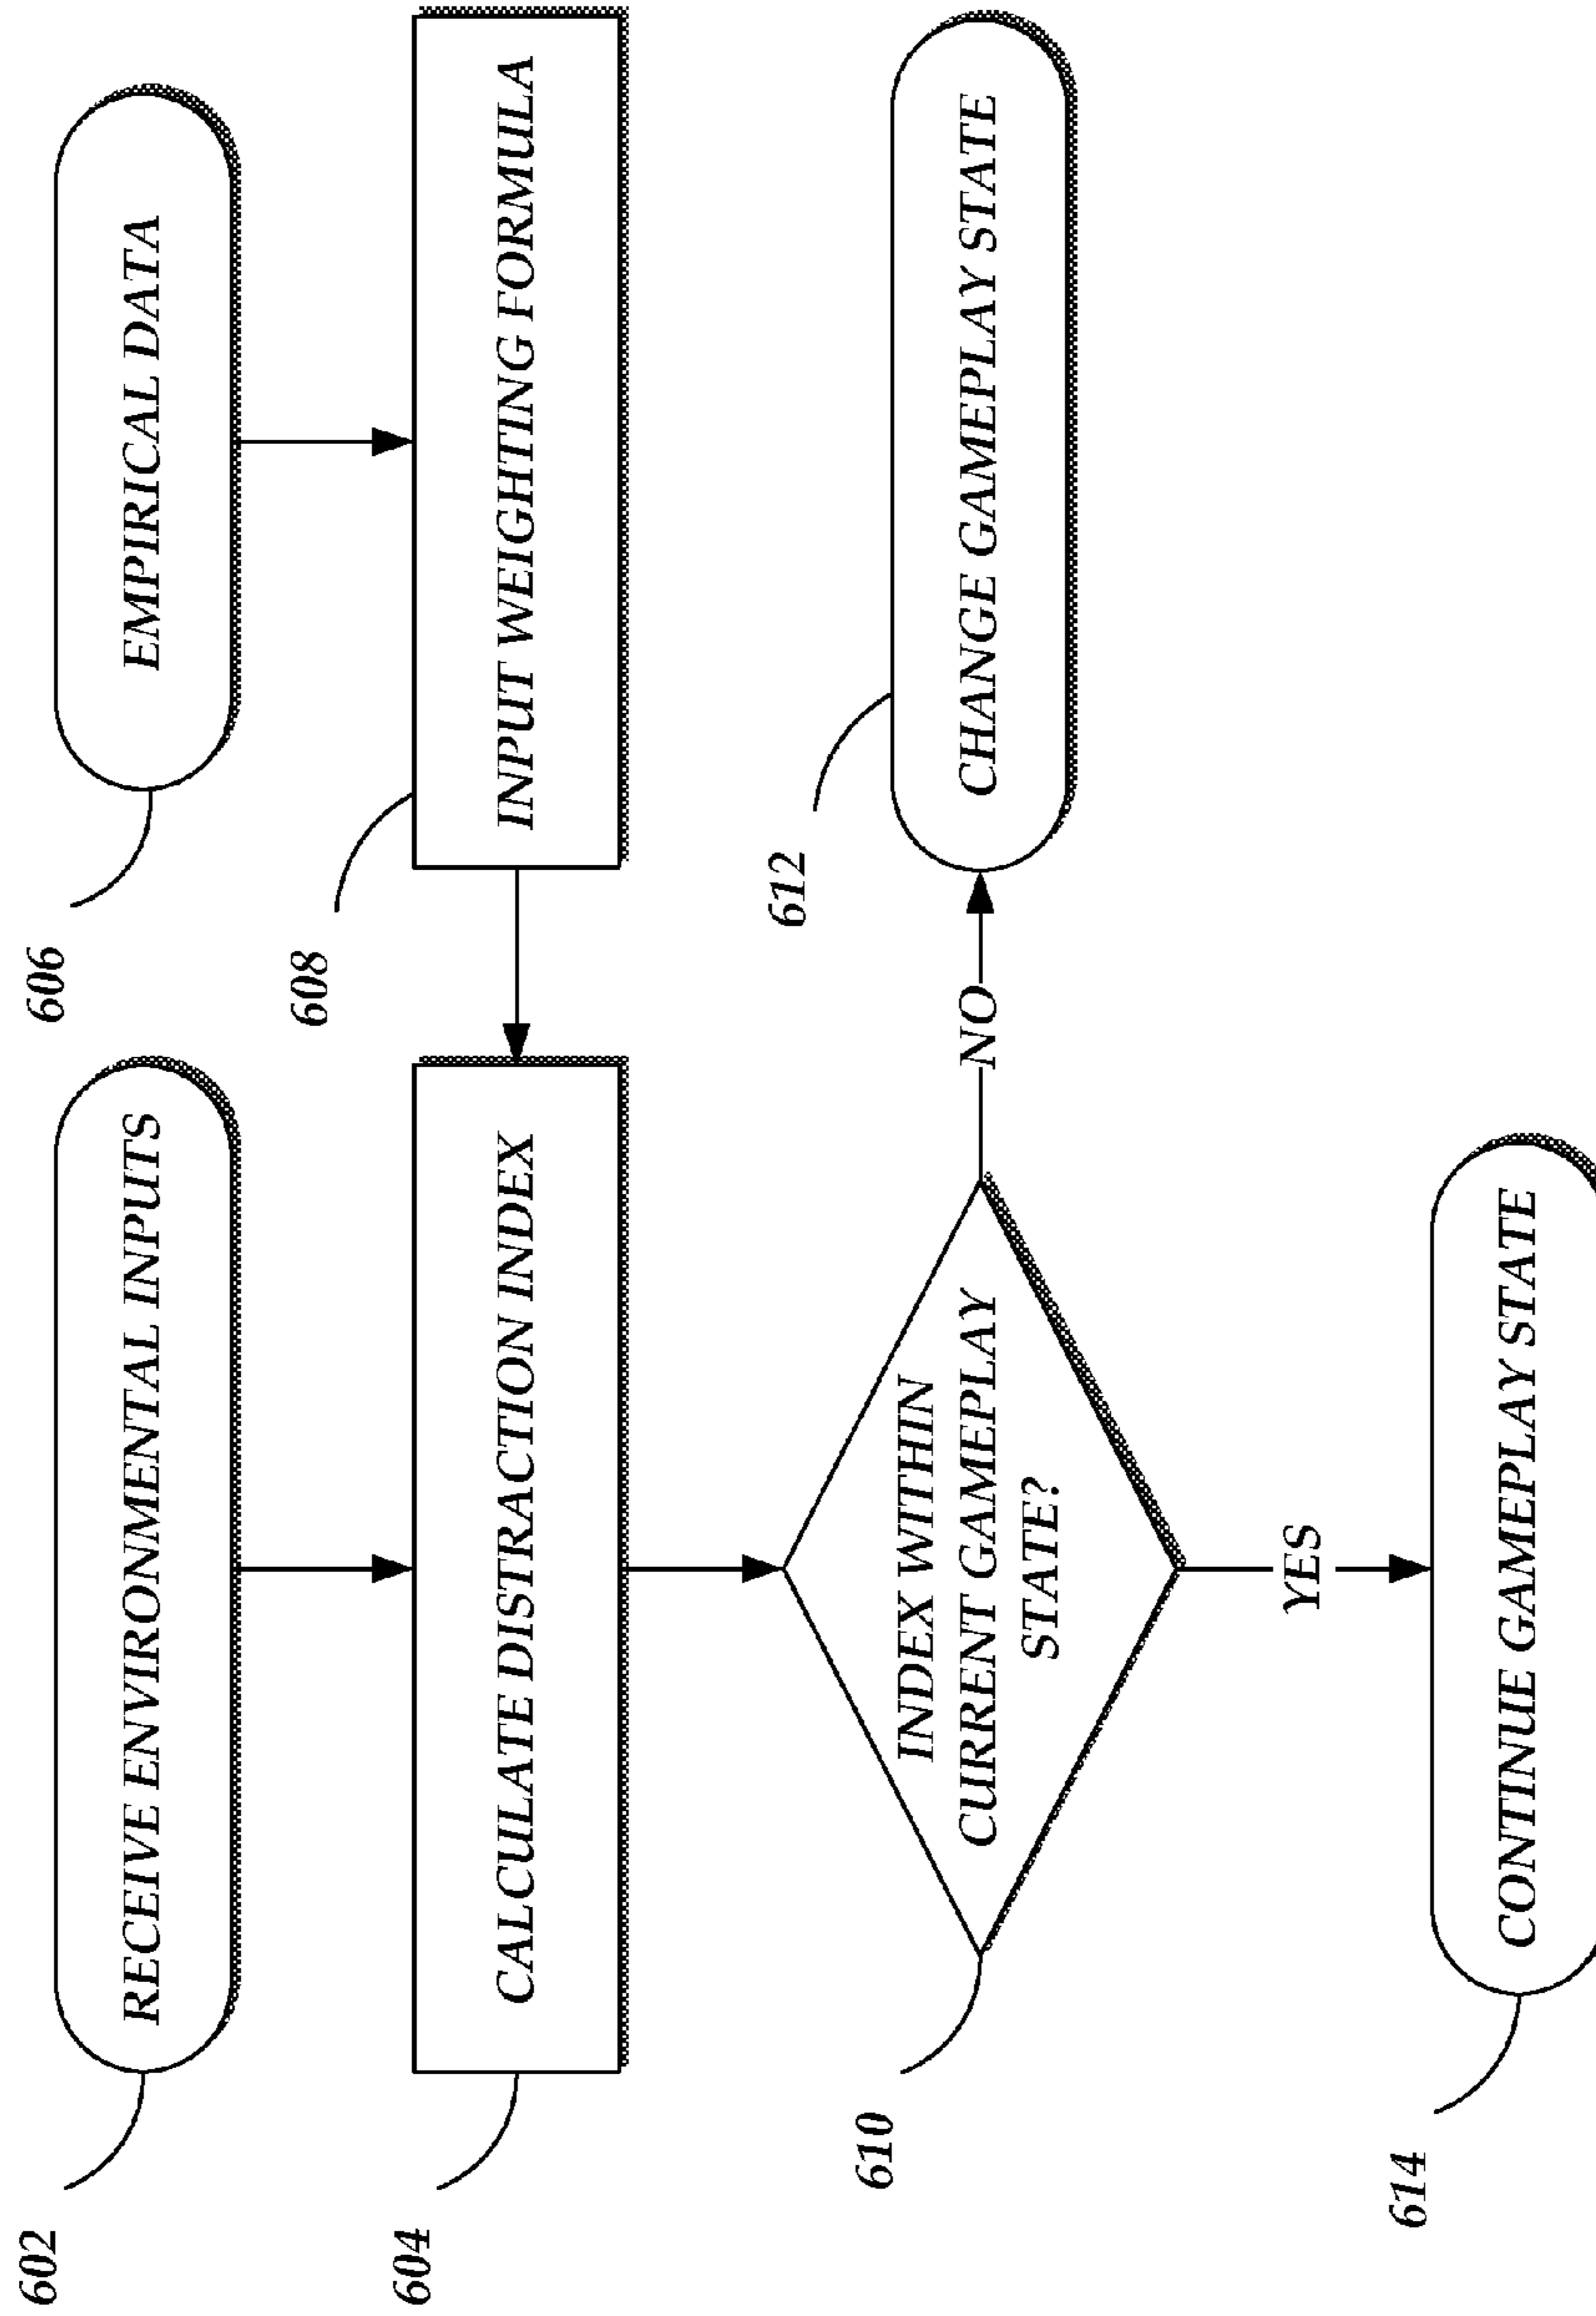 602
RECEIVE ENVIRONMENTAL INPUTS
606
EMPIRICAL DATA
604
CALCULATE DISTRACTION INDEX
608
INPUT WEIGHTING FORMULA
610
INDEX WITHIN
CURRENT GAMEPLAY
STATE?
NO
612
CHANGE GAMEPLAY STATE
YES
614
CONTINUE GAMEPLAY STATE